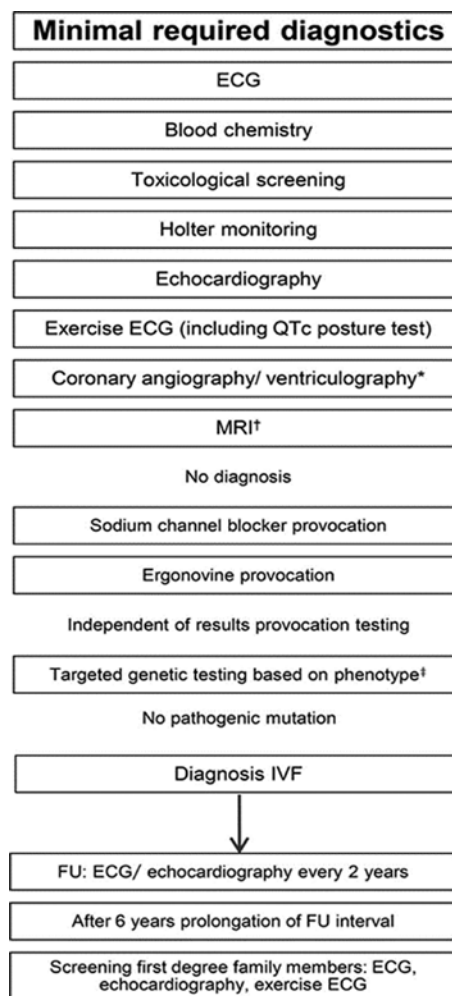 Minimal required diagnostics
ECG
Blood chemistry
Toxicological screening
Holter monitoring
Echocardiography
Exercise ECG (including QTc posture test)
Coronary angiography/ ventriculography*
MRI†
No diagnosis
Sodium channel blocker provocation
Ergonovine provocation
Independent of results provocation testing
Targeted genetic testing based on phenotype‡
No pathogenic mutation
Diagnosis IVF
FU: ECG/ echocardiography every 2 years
After 6 years prolongation of FU interval
Screening first degree family members: ECG,
echocardiography, exercise ECG